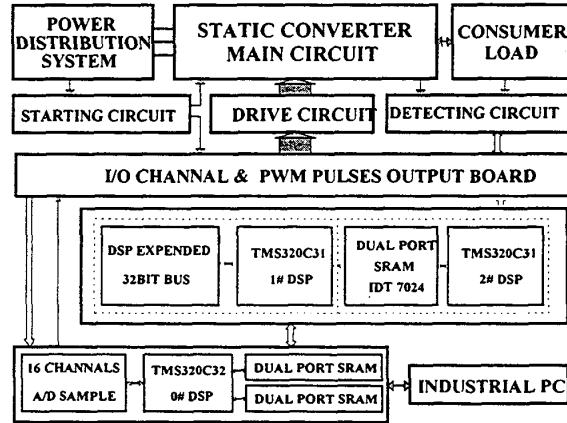 POWER
DISTRIBUTION
SYSTEM
STATIC CONVERTER
MAIN CIRCUIT
CONSUMER
LOAD
STARTING CIRCUIT
DRIVE CIRCUIT
DETECTING CIRCUIT
I/O CHANNAL & PWM PULSES OUTPUT BOARD
DSP EXPENDED
32BIT BUS
TMS320C31
1# DSP
DUAL PORT
SRAM
IDT 7024
TMS320C31
2# DSP
16 CHANNALS
A/D SAMPLE
TMS320C32
0# DSP
DUAL PORT SRAM
DUAL PORT SRAM
INDUSTRIAL PC